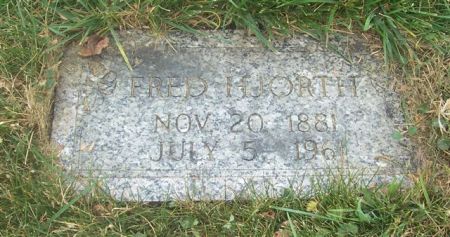 FRED HJORTH
NOV. 20 1881
JULY 5